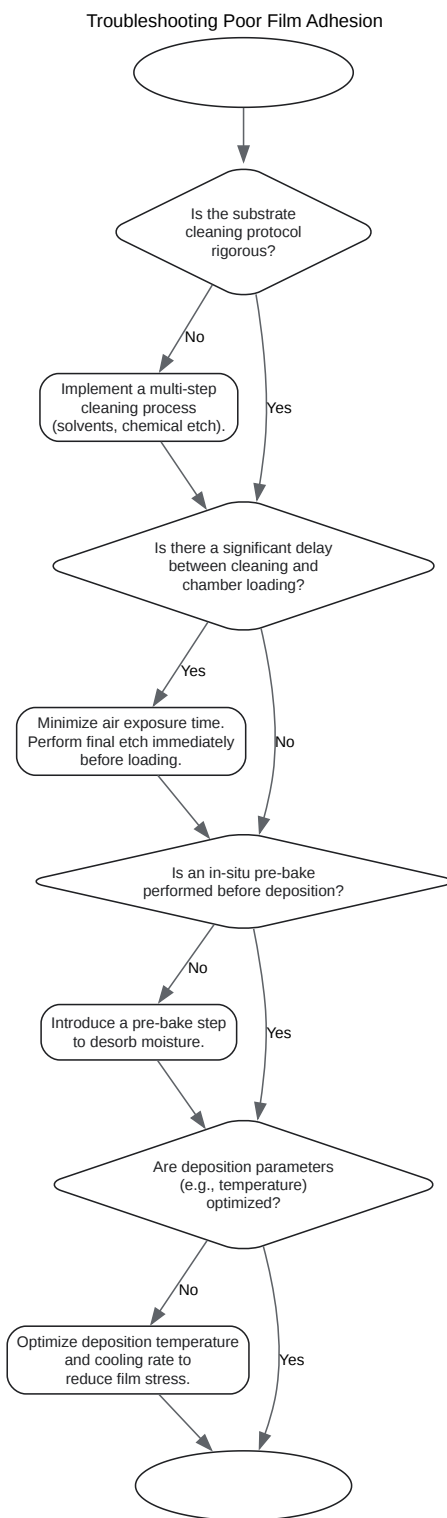 Troubleshooting Poor Film Adhesion
Is the substrate
cleaning protocol
rigorous?
No
Yes
Implement a multi-step
cleaning process
(solvents, chemical etch).
Is there a significant delay
between cleaning and
chamber loading?
Yes
No
Minimize air exposure time.
Perform final etch immediately
before loading.
Is an in-situ pre-bake
performed before deposition?
No
Yes
Introduce a pre-bake step
to desorb moisture.
Are deposition parameters
(e.g., temperature)
optimized?
No
Yes
Optimize deposition temperature
and cooling rate to
reduce film stress.